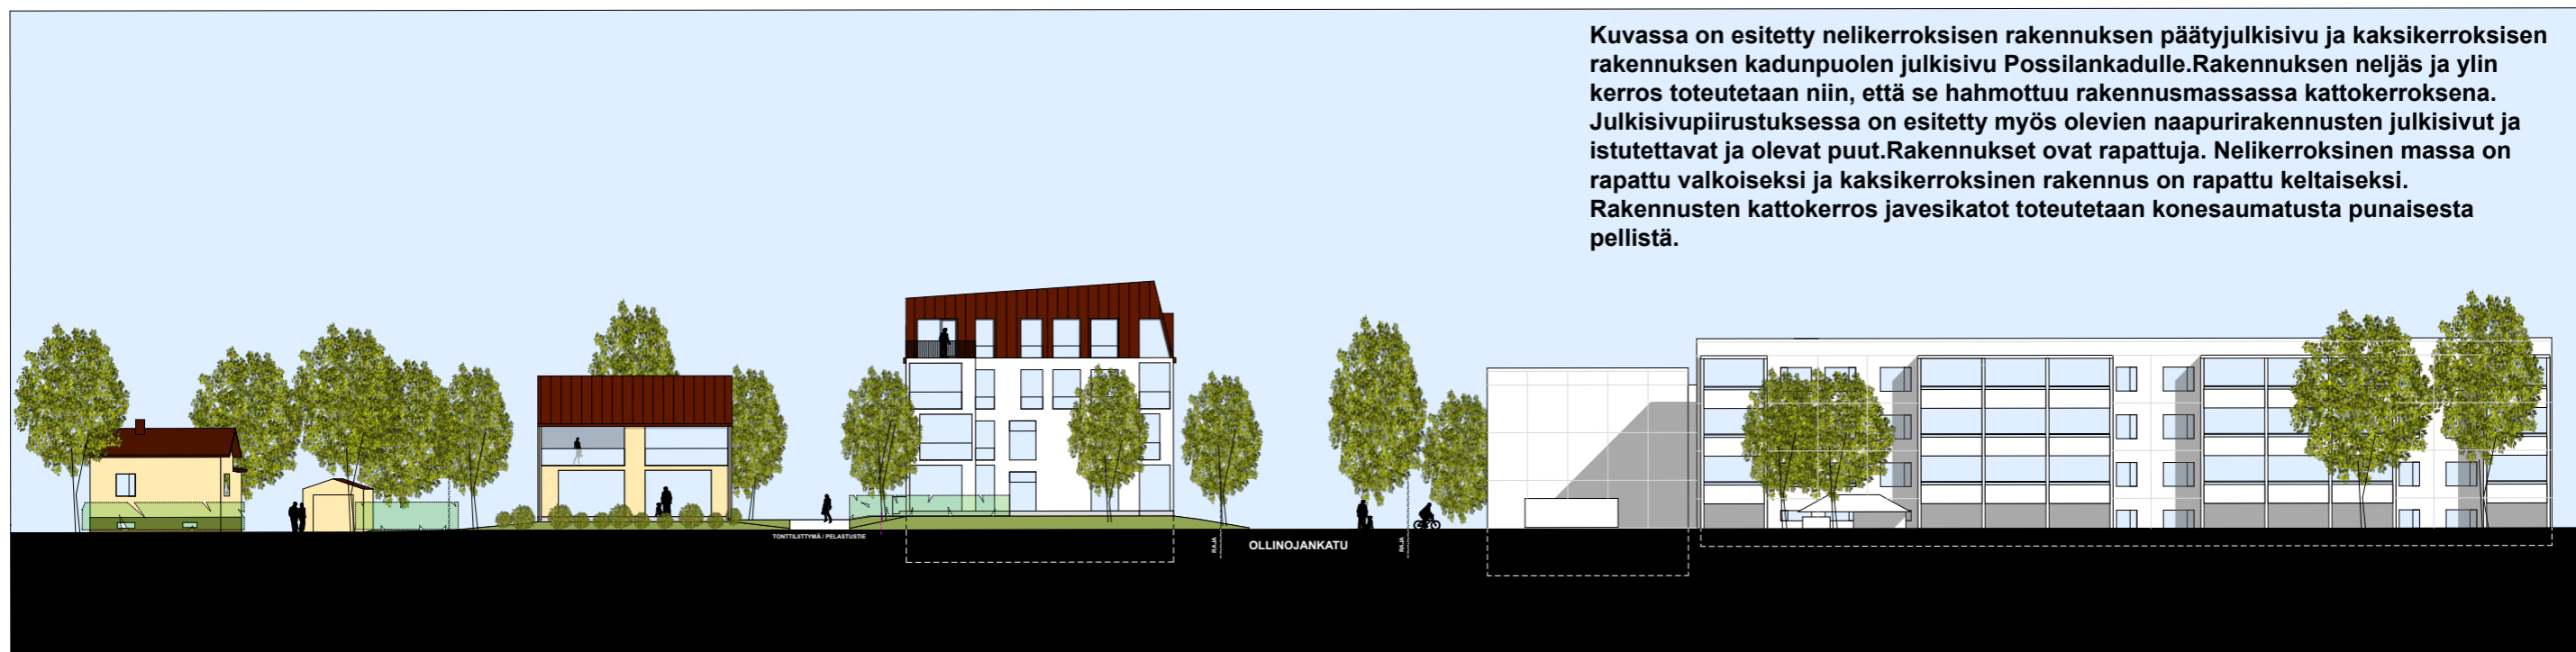 Kuvassa on esitetty nelikerroksisen rakennuksen päätyjulkisivu ja kaksikerroksisen
rakennuksen kadunpuolen julkisivu Possilankadulle.Rakennuksen neljäs ja ylin
kerros toteutetaan niin, että se hahmottuu rakennusmassassa kattokerroksena.
Julkisivupiirustuksessa on esitetty myös olevien naapurirakennusten julkisivut ja
istutettavat ja olevat puut.Rakennukset ovat rapattuja. Nelikerroksinen massa on
rapattu valkoiseksi ja kaksikerroksinen rakennus on rapattu keltaiseksi.
Rakennusten kattokerros javesikatot toteutetaan konesaumatusta punaisesta
pellistä.
TONTTILIITTYMÄ / PELASTUSTIE
RAJA
OLLINOJANKATU
RAJA